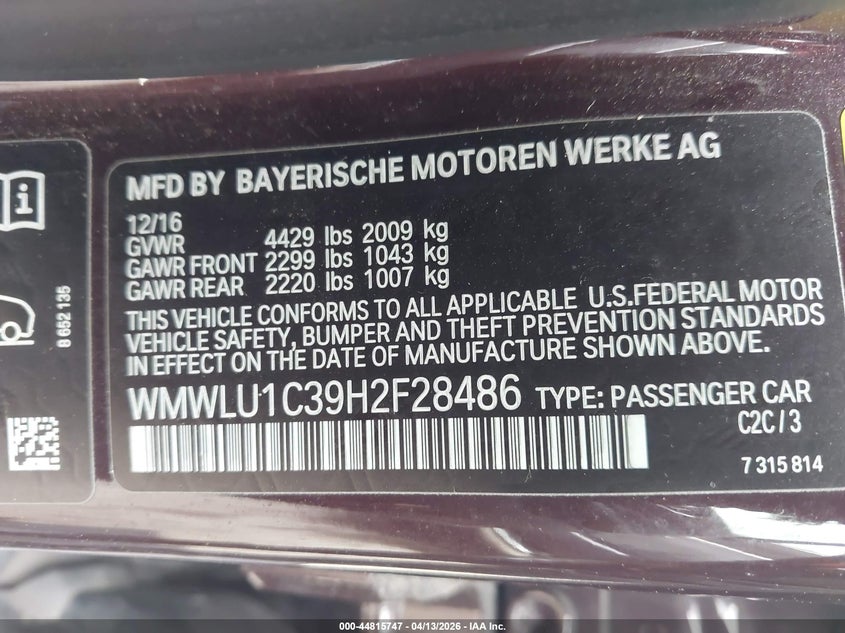 MFD BY BAYERISCHE MOTOREN WERKE AG
12/16
GVWR 4429 lbs 2009 kg
GAWR FRONT 2299 lbs 1043 kg
GAWR REAR 2220 lbs 1007 kg
THIS VEHICLE CONFORMS TO ALL APPLICABLE U.S.FEDERAL MOTOR
VEHICLE SAFETY, BUMPER AND THEFT PREVENTION STANDARDS
IN EFFECT ON THE DATE OF MANUFACTURE SHOWN ABOVE.
WMWLU1C39H2F28486 TYPE: PASSENGER CAR
C2C / 3
7 315 814
8 652 135
000-44815747 - 04/13/2026 - IAA Inc.